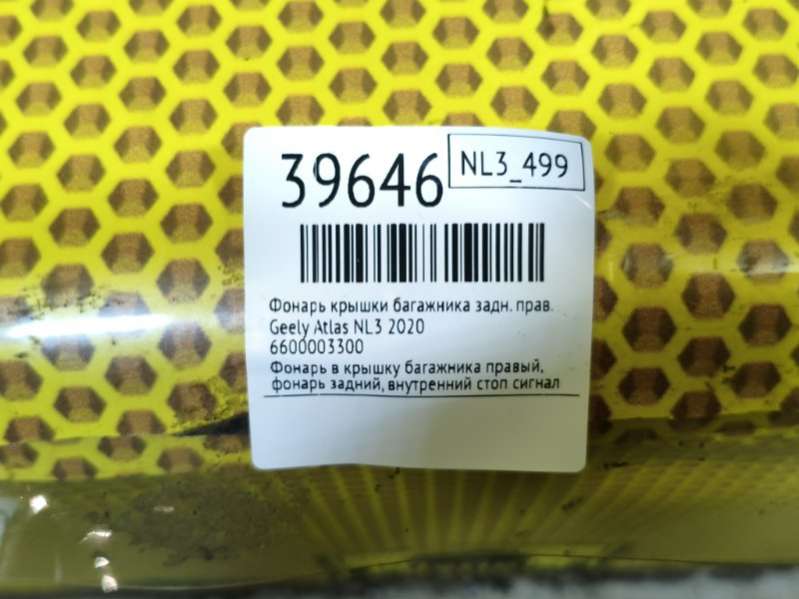 39646
NL3_499
Фонарь крышки багажника задн. прав.
Geely Atlas NL3 2020
6600003300
Фонарь в крышку багажника правый,
фонарь задний, внутренний стоп сигнал